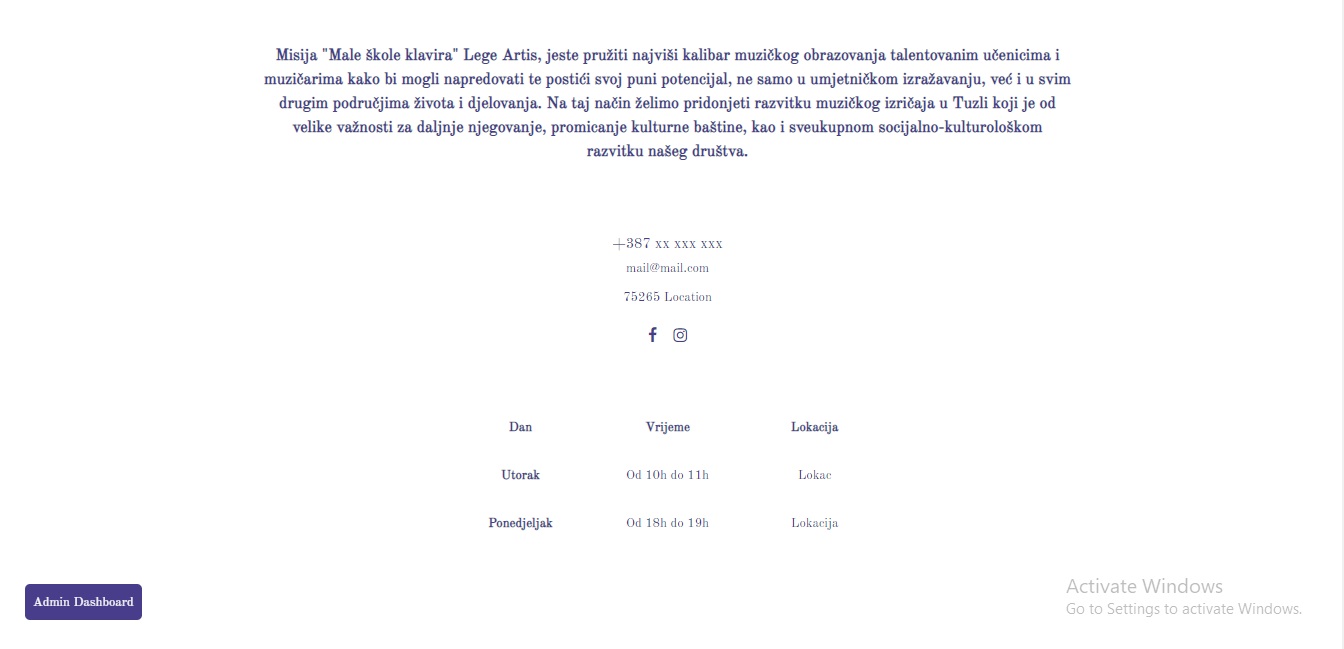 Misija "Male škole klavira" Lege Artis, jeste pružiti najviši kalibar muzičkog obrazovanja talentovanim učenicima i
muzičarima kako bi mogli napredovati te postići svoj puni potencijal, ne samo u umjetničkom izražavanju, već i u svim
drugim područjima života i djelovanja. Na taj način želimo pridonjeti razvitku muzičkog izričaja u Tuzli koji je od
velike važnosti za daljnje njegovanje, promicanje kulturne baštine, kao i sveukupnom socijalno-kulturološkom
razvitku našeg društva.
+387 xx xxx xxx
mail@mail.com
75265 Location
Dan Vrijeme Lokacija
Utorak Od 10h do 11h Lokac
Ponedjeljak Od 18h do 19h Lokacija
Admin Dashboard
Activate Windows
Go to Settings to activate Windows.